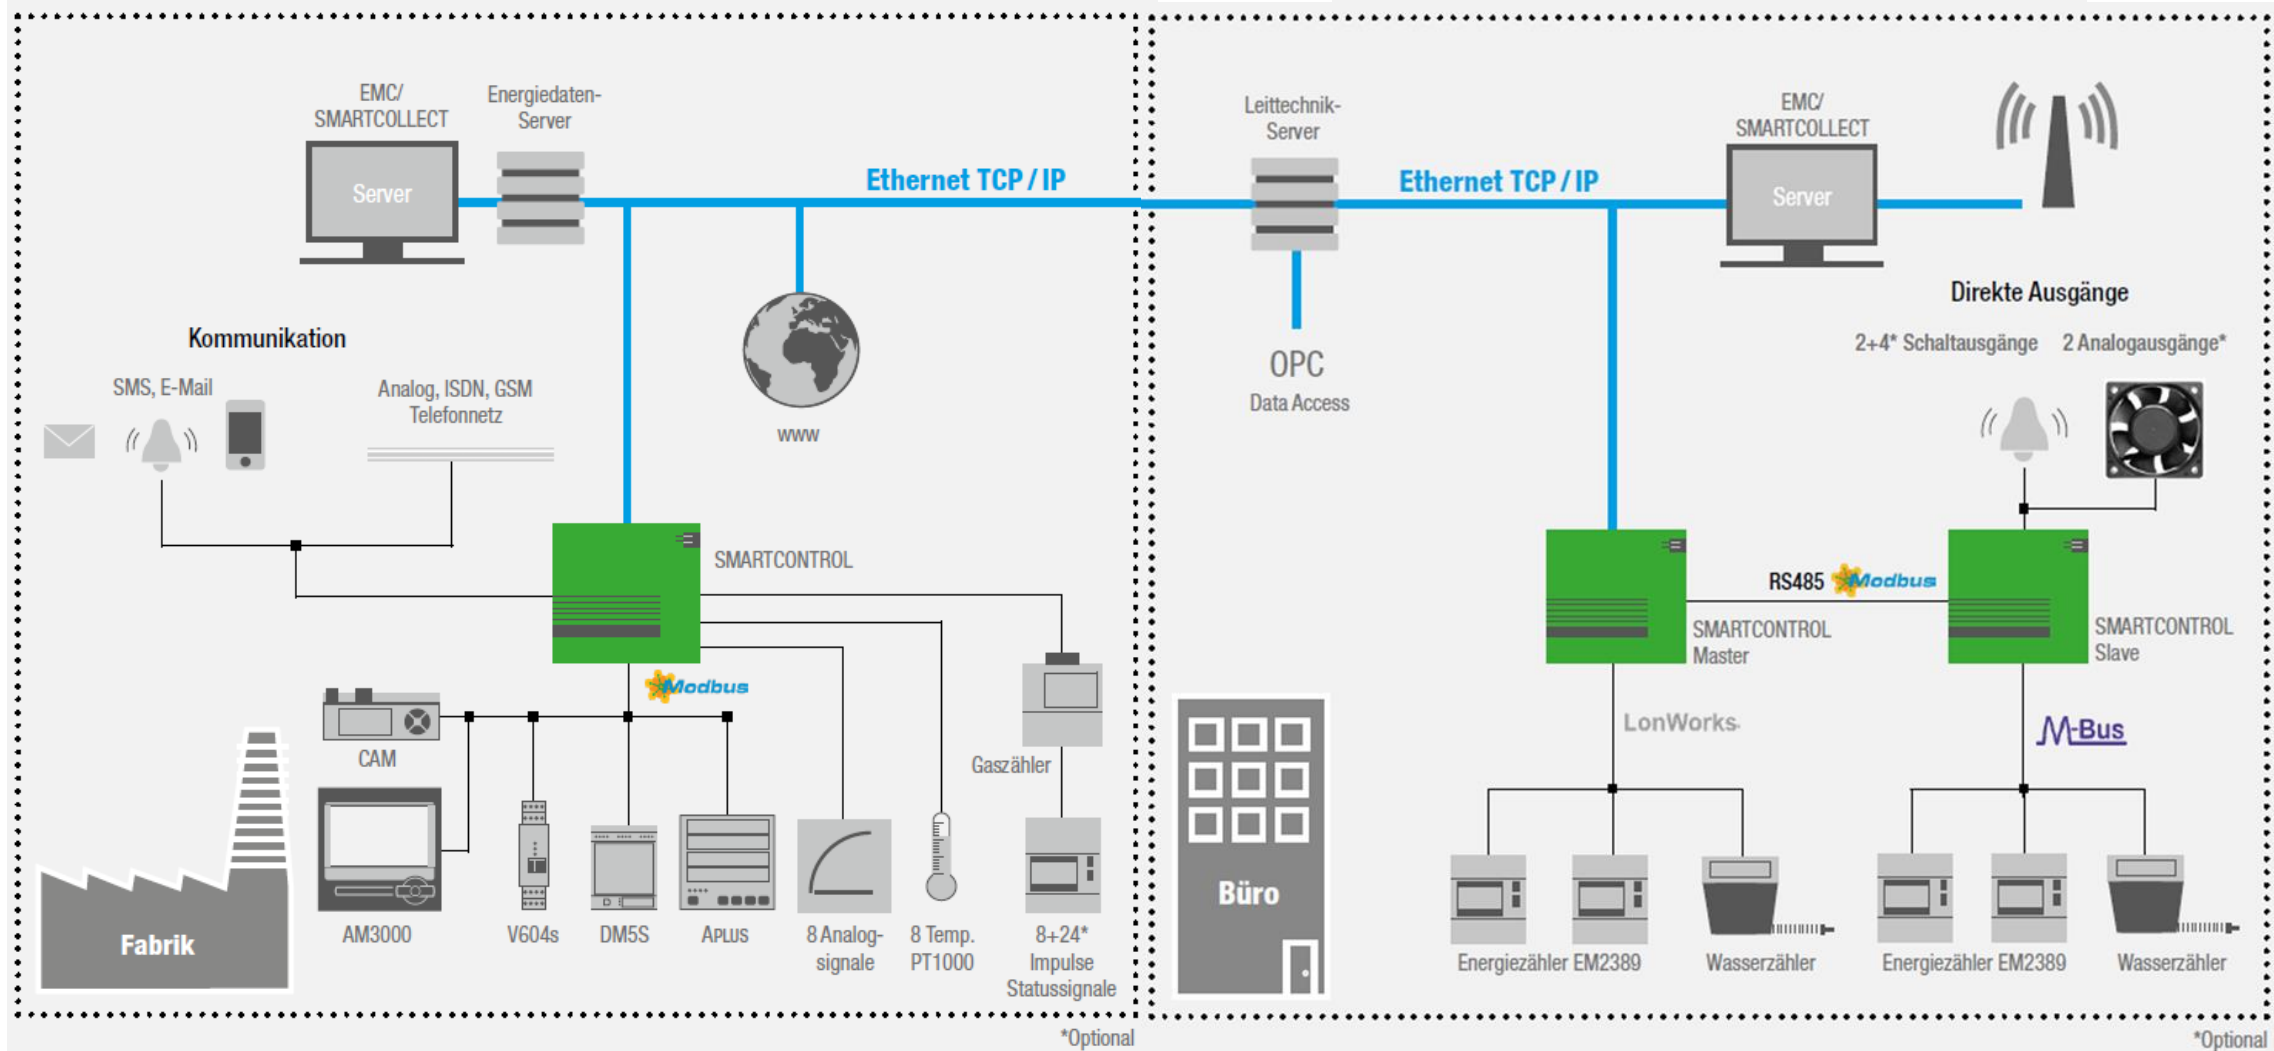 EMC/
SMARTCOLLECT
Server
Energiedaten-
Server
Ethernet TCP / IP
Kommunikation
SMS, E-Mail
Analog, ISDN, GSM
Telefonnetz
www
SMARTCONTROL
Modbus
CAM
Gaszähler
AM3000
V604s
DM5S
APLUS
8 Analog-
signale
8 Temp.
PT1000
8+24*
Impulse
Statussignale
Fabrik
*Optional
Leittechnik-
Server
Ethernet TCP / IP
EMC/
SMARTCOLLECT
Server
OPC
Data Access
Direkte Ausgänge
2+4* Schaltausgänge
2 Analogausgänge*
RS485
Modbus
SMARTCONTROL
Master
SMARTCONTROL
Slave
LonWorks
M-Bus
Büro
Energiezähler EM2389
Wasserzähler
Energiezähler EM2389
Wasserzähler
*Optional